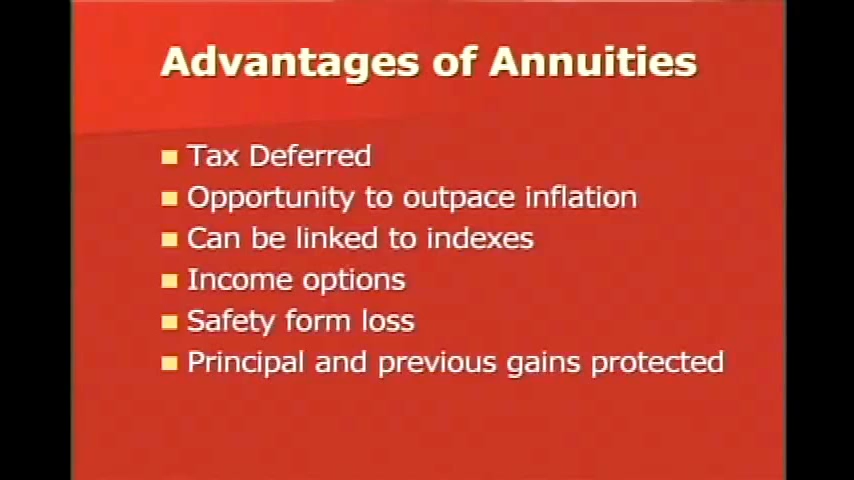 Advantages of Annuities
Tax Deferred
Opportunity to outpace inflation
Can be linked to indexes
Income options
Safety form loss
Principal and previous gains protected